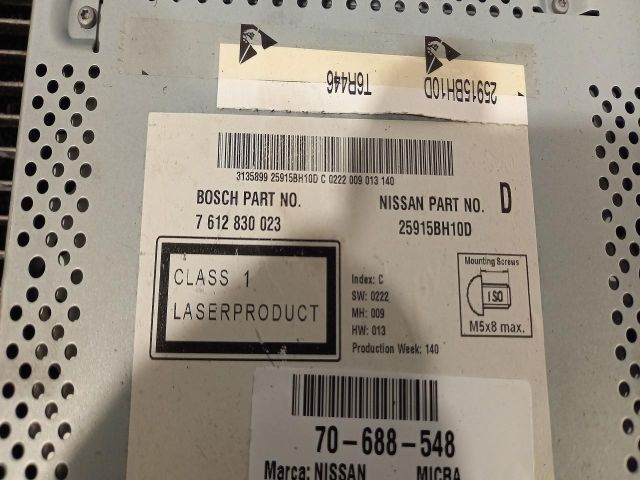 T6R446 25915BH10D
3135899 25915BH10D C 0222 009 013 140
BOSCH PART NO.
7 612 830 023
NISSAN PART NO.
25915BH10D
D
CLASS 1
LASERPRODUCT
Index: C
SW: 0222
MH: 009
HW: 013
Production Week: 140
Mounting Screws
ISO
M5x8 max.
70-688-548
Marca: NISSAN MICRA